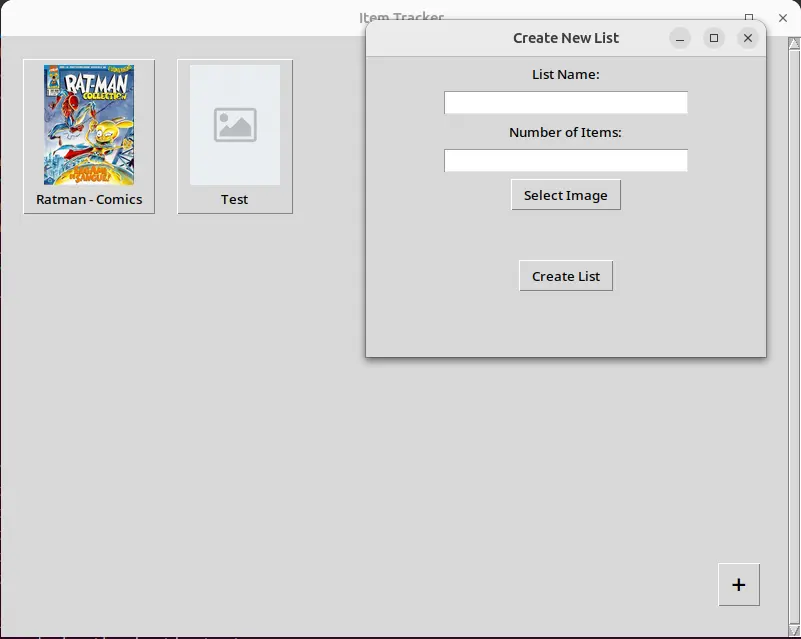 Item Tracker
Create New List
List Name:
Number of Items:
Select Image
Create List
RAT-MAN
COLLECTION
Ratman - Comics
Test
+